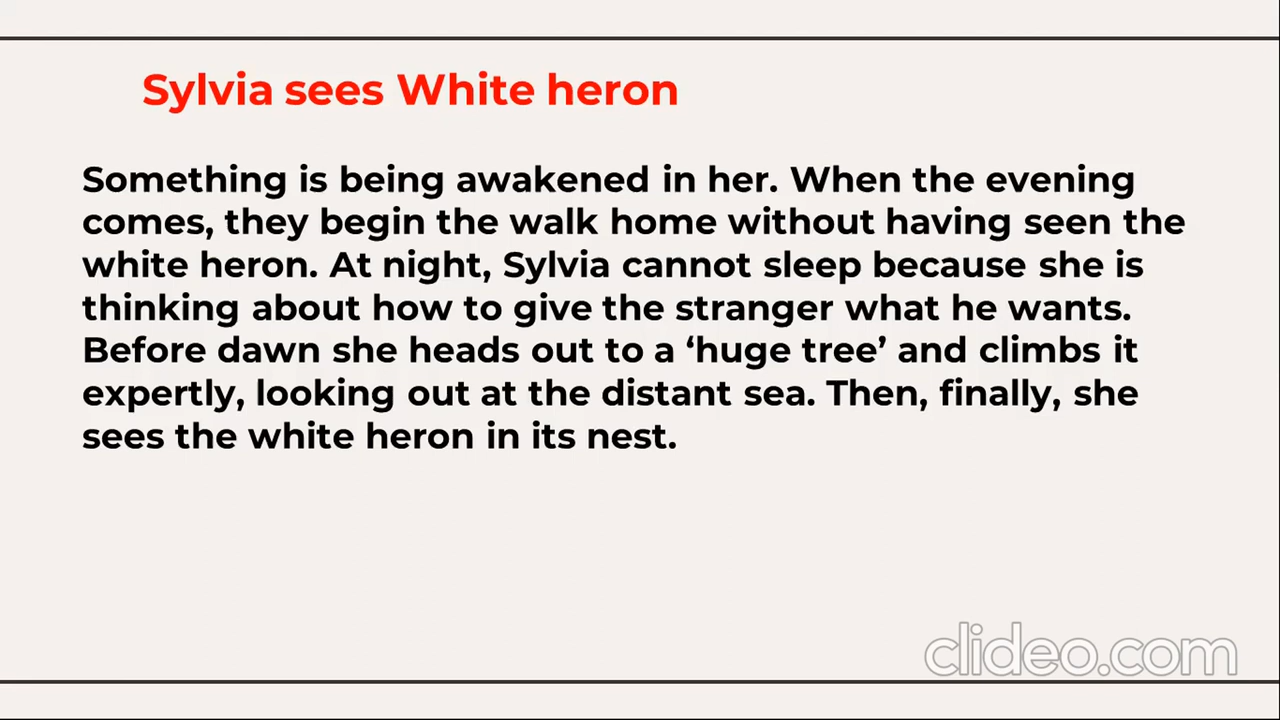 Sylvia sees White heron
Something is being awakened in her. When the evening
comes, they begin the walk home without having seen the
white heron. At night, Sylvia cannot sleep because she is
thinking about how to give the stranger what he wants.
Before dawn she heads out to a ‘huge tree’ and climbs it
expertly, looking out at the distant sea. Then, finally, she
sees the white heron in its nest.
clideo.com